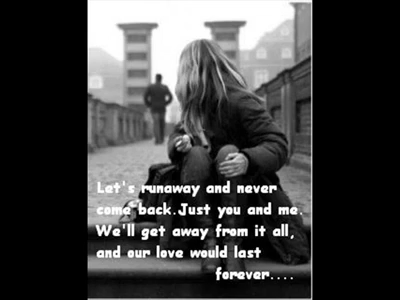 Let's runaway and never
come back.Just you and me.
We'll get away from it all,
and our love would last
forever....